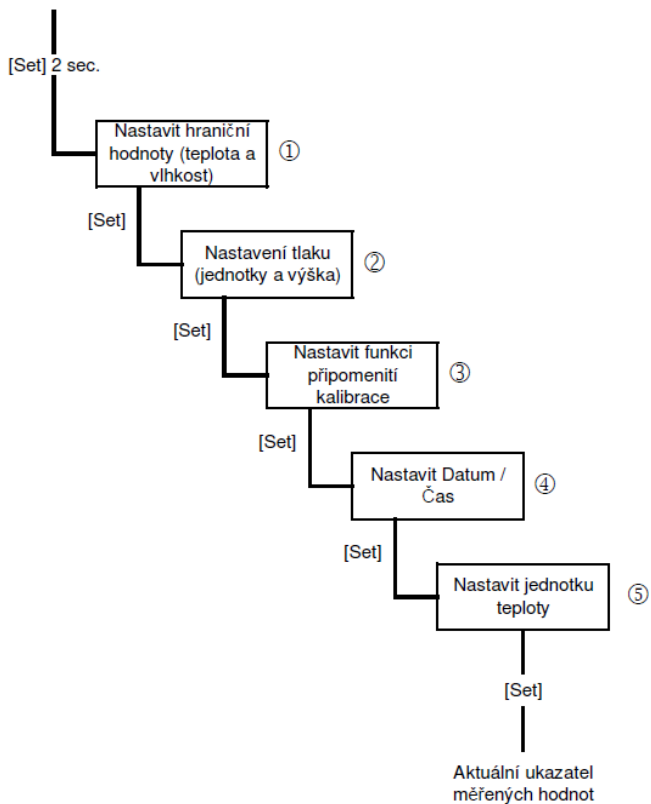 [Set] 2 sec.
Nastavit hraniční
hodnoty (teplota a
vlhkost)
①
[Set]
Nastavení tlaku
(jednotky a výška)
②
[Set]
Nastavit funkci
připomenití
kalibrace
③
[Set]
Nastavit Datum /
Čas
④
[Set]
Nastavit jednotku
teploty
⑤
[Set]
Aktuální ukazatel
měřených hodnot